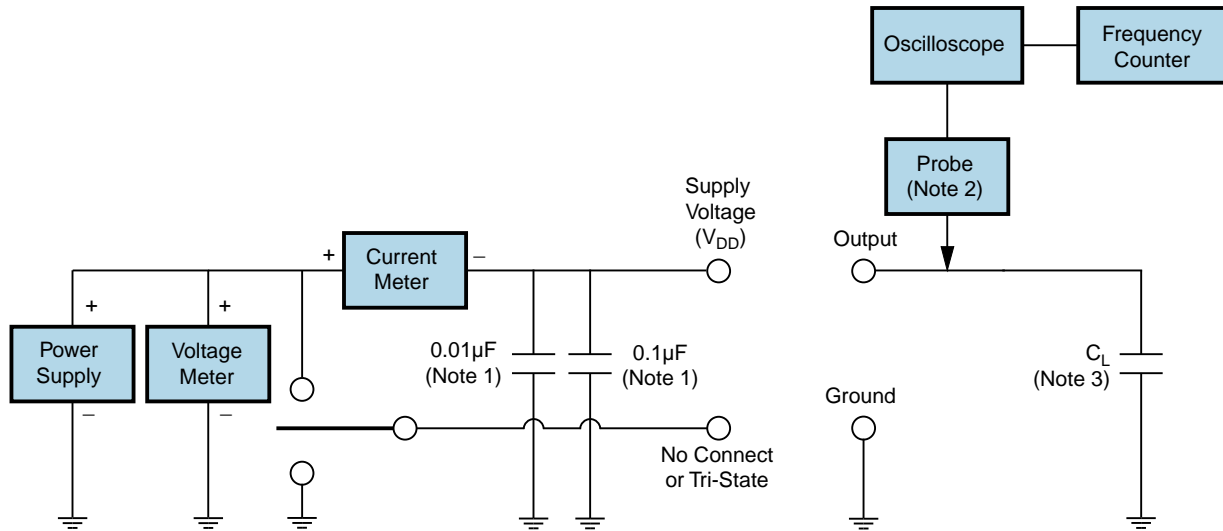 Oscilloscope
Frequency
Counter
Probe
(Note 2)
Supply
Voltage
(VDD)
Output
+
Current
Meter
–
+
+
Power
Supply
Voltage
Meter
0.01µF
(Note 1)
0.1µF
(Note 1)
CL
(Note 3)
–
–
Ground
No Connect
or Tri-State